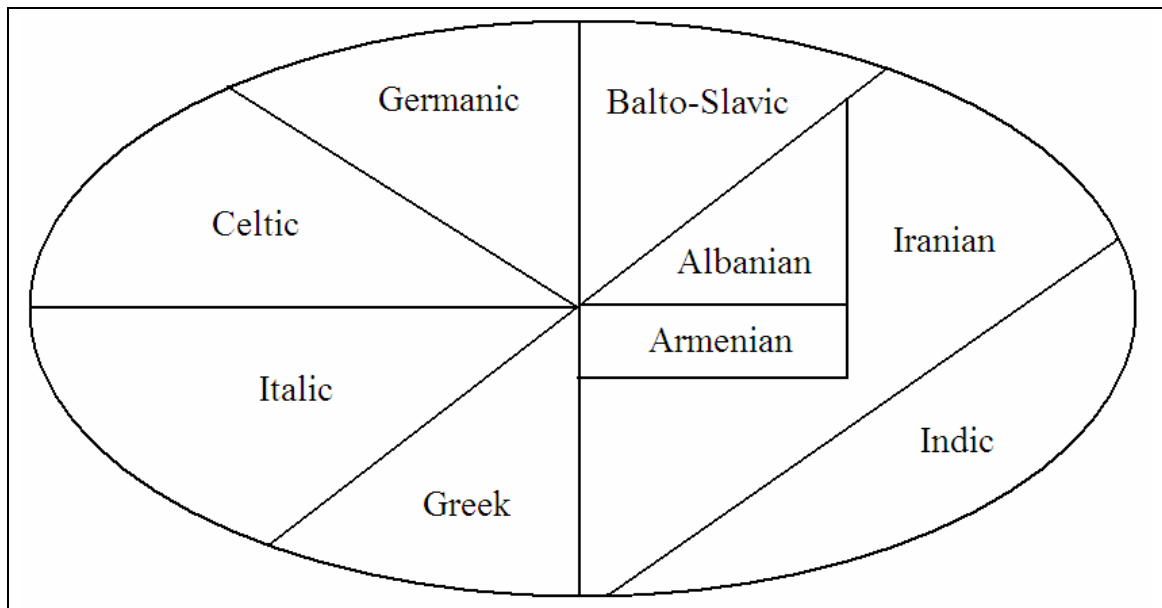 Germanic
Balto-Slavic
Celtic
Iranian
Albanian
Armenian
Italic
Indic
Greek